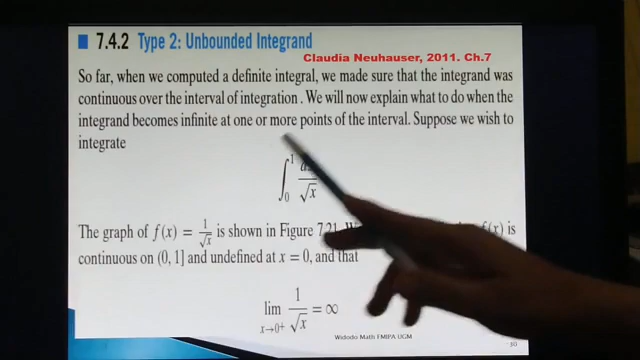 7.4.2 Type 2: Unbounded Integrand
Claudia Neuhauser, 2011. Ch.7
So far, when we computed a definite integral, we made sure that the integrand was
continuous over the interval of integration . We will now explain what to do when the
integrand becomes infinite at one or more points of the interval. Suppose we wish to
integrate
∫₀¹ d /√x
The graph of f(x) = 1/√x is shown in Figure 7.21. is
continuous on (0, 1] and undefined at x = 0, and that
lim x→0⁺ 1/√x = ∞
Widodo Math FMIPA UGM